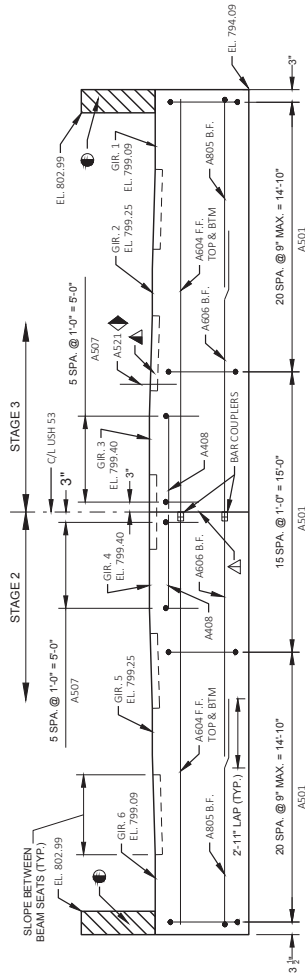 STAGE2
STAGE 3
C/L USH 53
3"
SLOPE BETWEEN
BEAM SEATS (TYP.)
EL. 802.99
EL. 802.99
5 SPA. @ 1'-0" = 5'-0"
A507
5 SPA. @ 1'-0" = 5'-0"
A507
A521
GIR. 6
EL. 799.09
GIR. 5
EL. 799.25
GIR. 4
EL. 799.40
GIR. 3
EL. 799.40
GIR. 2
EL. 799.25
GIR. 1
EL. 799.09
3"
A408
A408
A604 F.F.
TOP & BTM
A604 F.F.
TOP & BTM
A805 B.F.
A606 B.F.
A606 B.F.
A805 B.F.
BAR COUPLERS
2'-11" LAP (TYP.)
EL. 794.09
3 1/2"
20 SPA. @ 9" MAX. = 14'-10"
A501
15 SPA. @ 1'-0" = 15'-0"
A501
20 SPA. @ 9" MAX. = 14'-10"
A501
3"